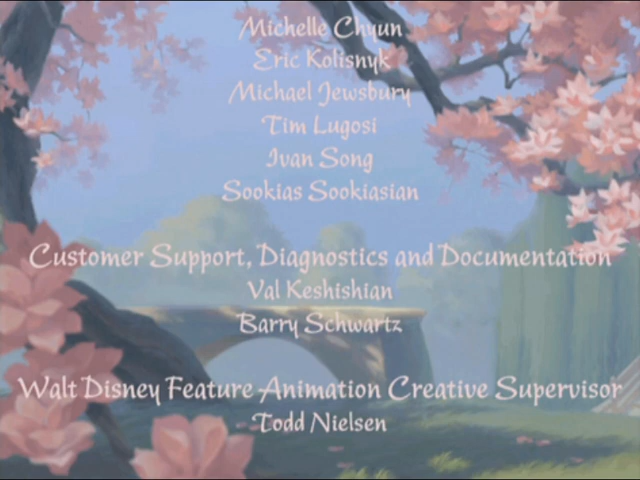 Michelle Chyun
Eric Kolisnyk
Michael Jewsbury
Tim Lugosi
Ivan Song
Sookias Sookiasian
Customer Support, Diagnostics and Documentation
Val Keshishian
Barry Schwartz
Walt Disney Feature Animation Creative Supervisor
Todd Nielsen